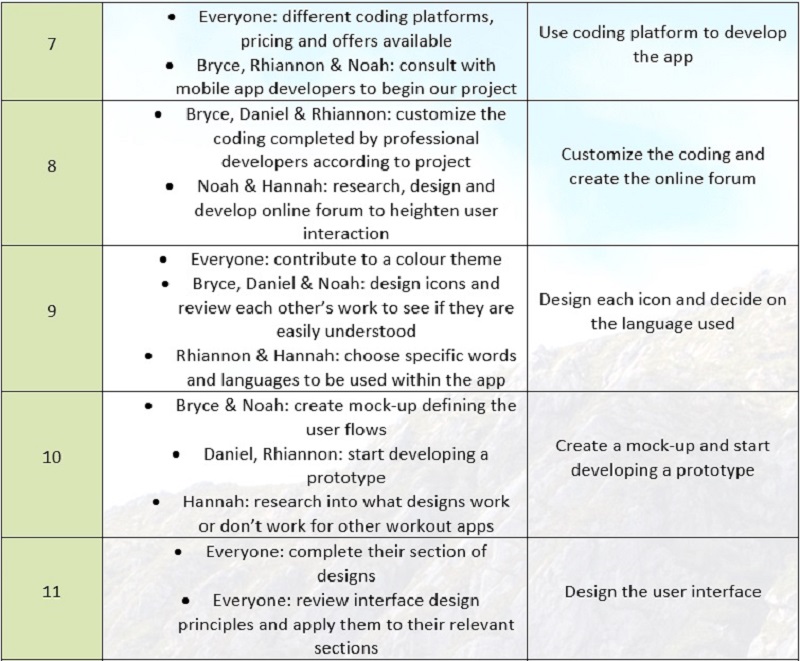 7
• Everyone: different coding platforms,
pricing and offers available
• Bryce, Rhiannon & Noah: consult with
mobile app developers to begin our project
Use coding platform to develop
the app
8
• Bryce, Daniel & Rhiannon: customize the
coding completed by professional
developers according to project
• Noah & Hannah: research, design and
develop online forum to heighten user
interaction
Customize the coding and
create the online forum
9
• Everyone: contribute to a colour theme
• Bryce, Daniel & Noah: design icons and
review each other's work to see if they are
easily understood
• Rhiannon & Hannah: choose specific words
and languages to be used within the app
Design each icon and decide on
the language used
10
• Bryce & Noah: create mock-up defining the
user flows
• Daniel, Rhiannon: start developing a
prototype
• Hannah: research into what designs work
or don't work for other workout apps
Create a mock-up and start
developing a prototype
11
• Everyone: complete their section of
designs
• Everyone: review interface design
principles and apply them to their relevant
sections
Design the user interface